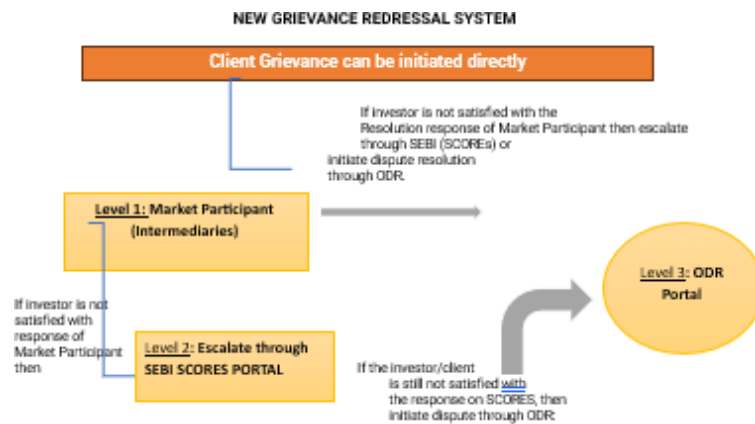 NEW GRIEVANCE REDRESSAL SYSTEM
Client Grievance can be initiated directly
If investor is not satisfied with the
Resolution response of Market Participant then escalate
through SEBI (SCOREs) or
initiate dispute resolution
through ODR.
Level 1: Market Participant
(Intermediaries)
Level 3: ODR
Portal
If investor is not
satisfied with
response of
Market Participant
then
Level 2: Escalate through
SEBI SCORES PORTAL
If the investor/client
is still not satisfied with
the response on SCORES, then
initiate dispute through ODR.